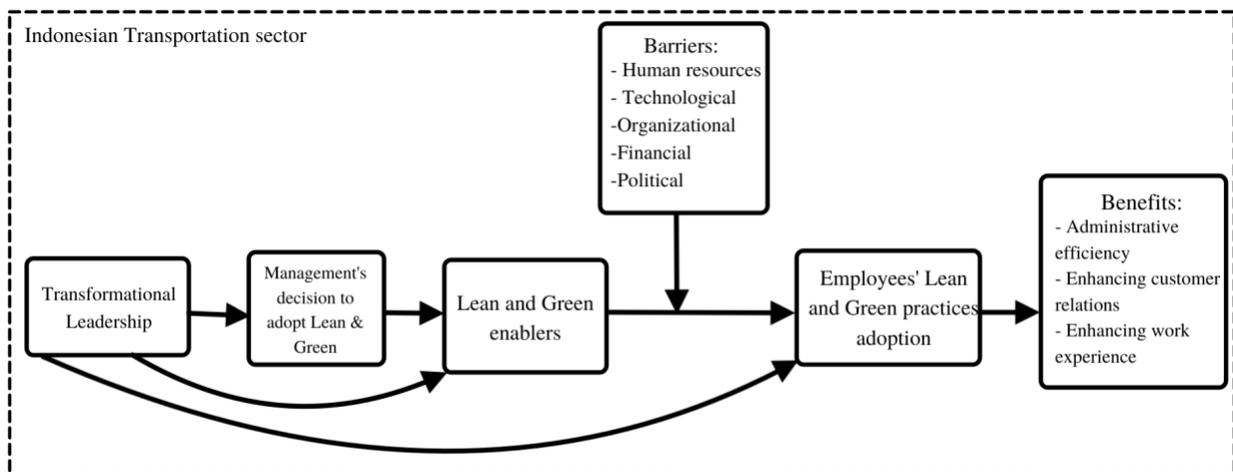 Indonesian Transportation sector
Barriers:
- Human resources
- Technological
-Organizational
-Financial
-Political
Transformational
Leadership
Management's
decision to
adopt Lean &
Green
Lean and Green
enablers
Employees' Lean
and Green practices
adoption
Benefits:
- Administrative
efficiency
- Enhancing customer
relations
- Enhancing work
experience